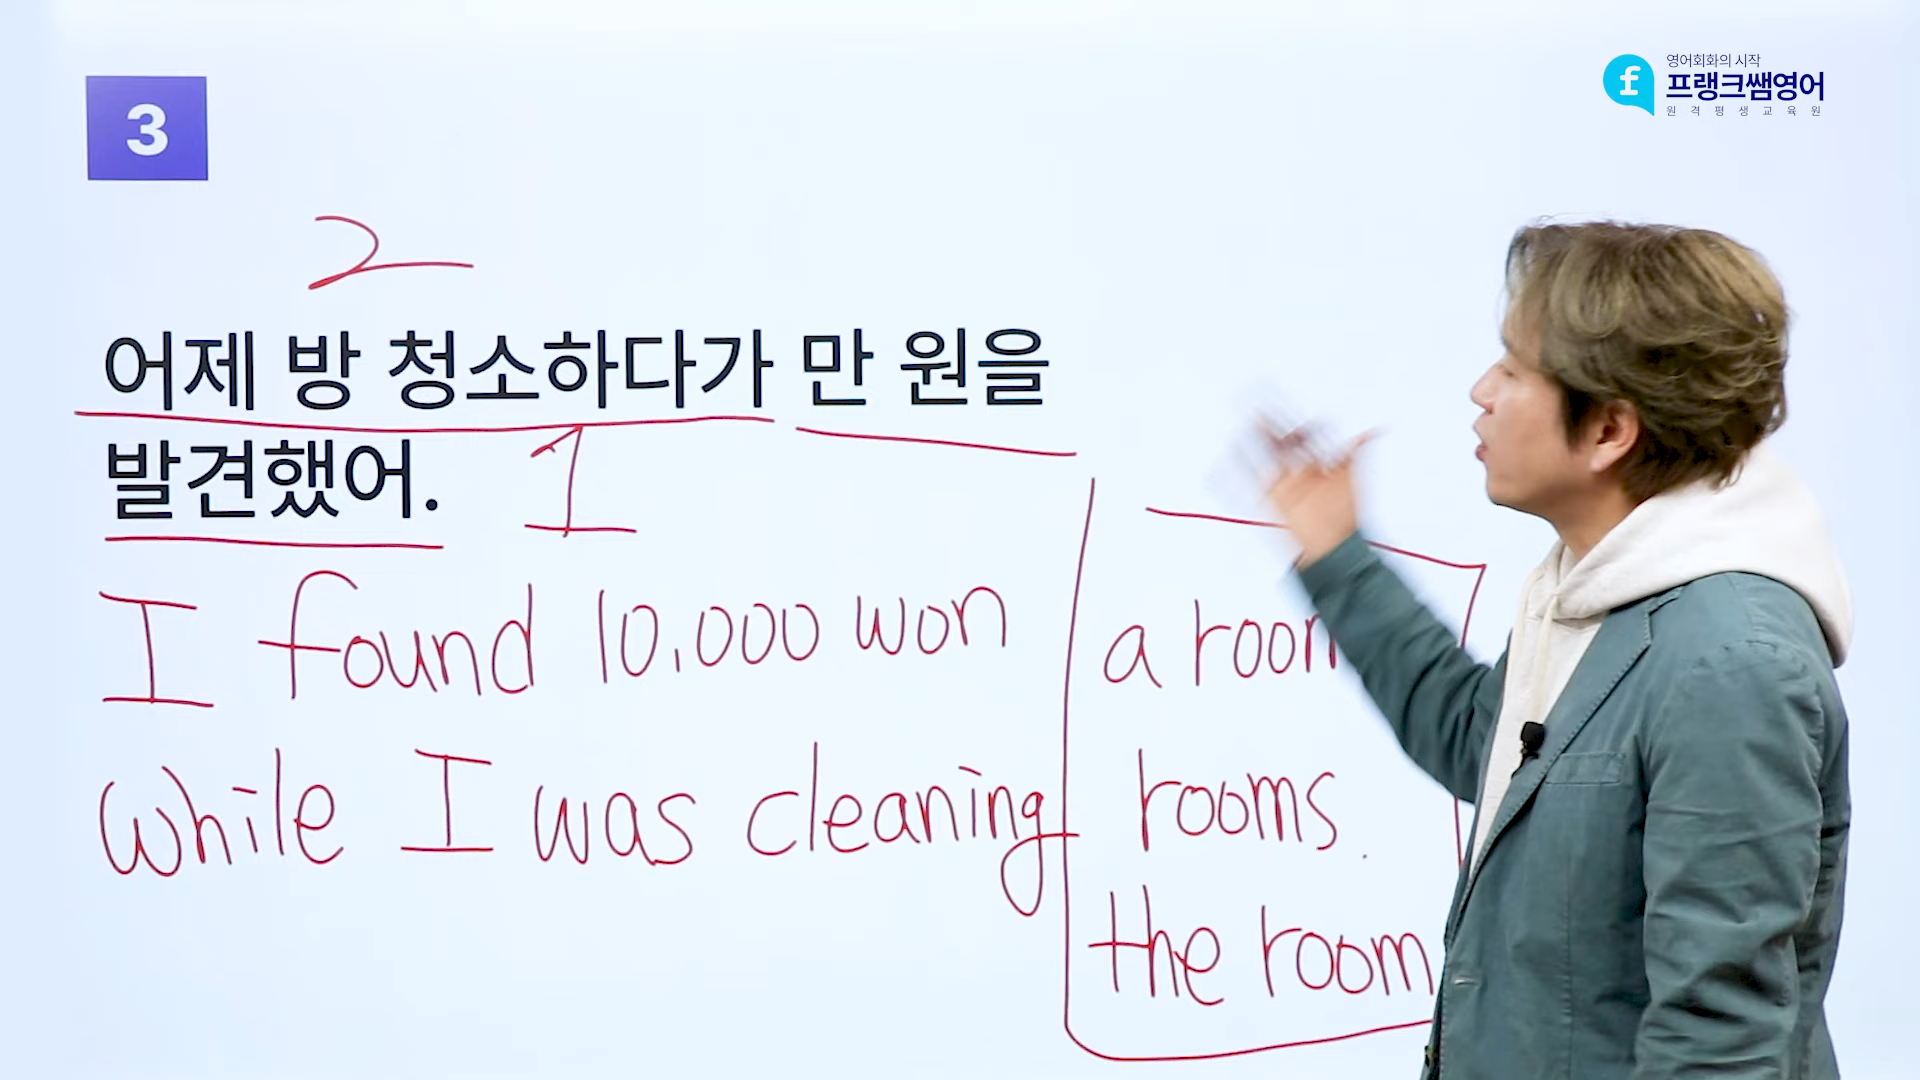 3
영어회화의 시작
프랭크쌤영어
원격평생교육원
2
어제 방 청소하다가 만 원을
발견했어. 1
I found 10.000 won
while I was cleaning
a room
rooms.
the room